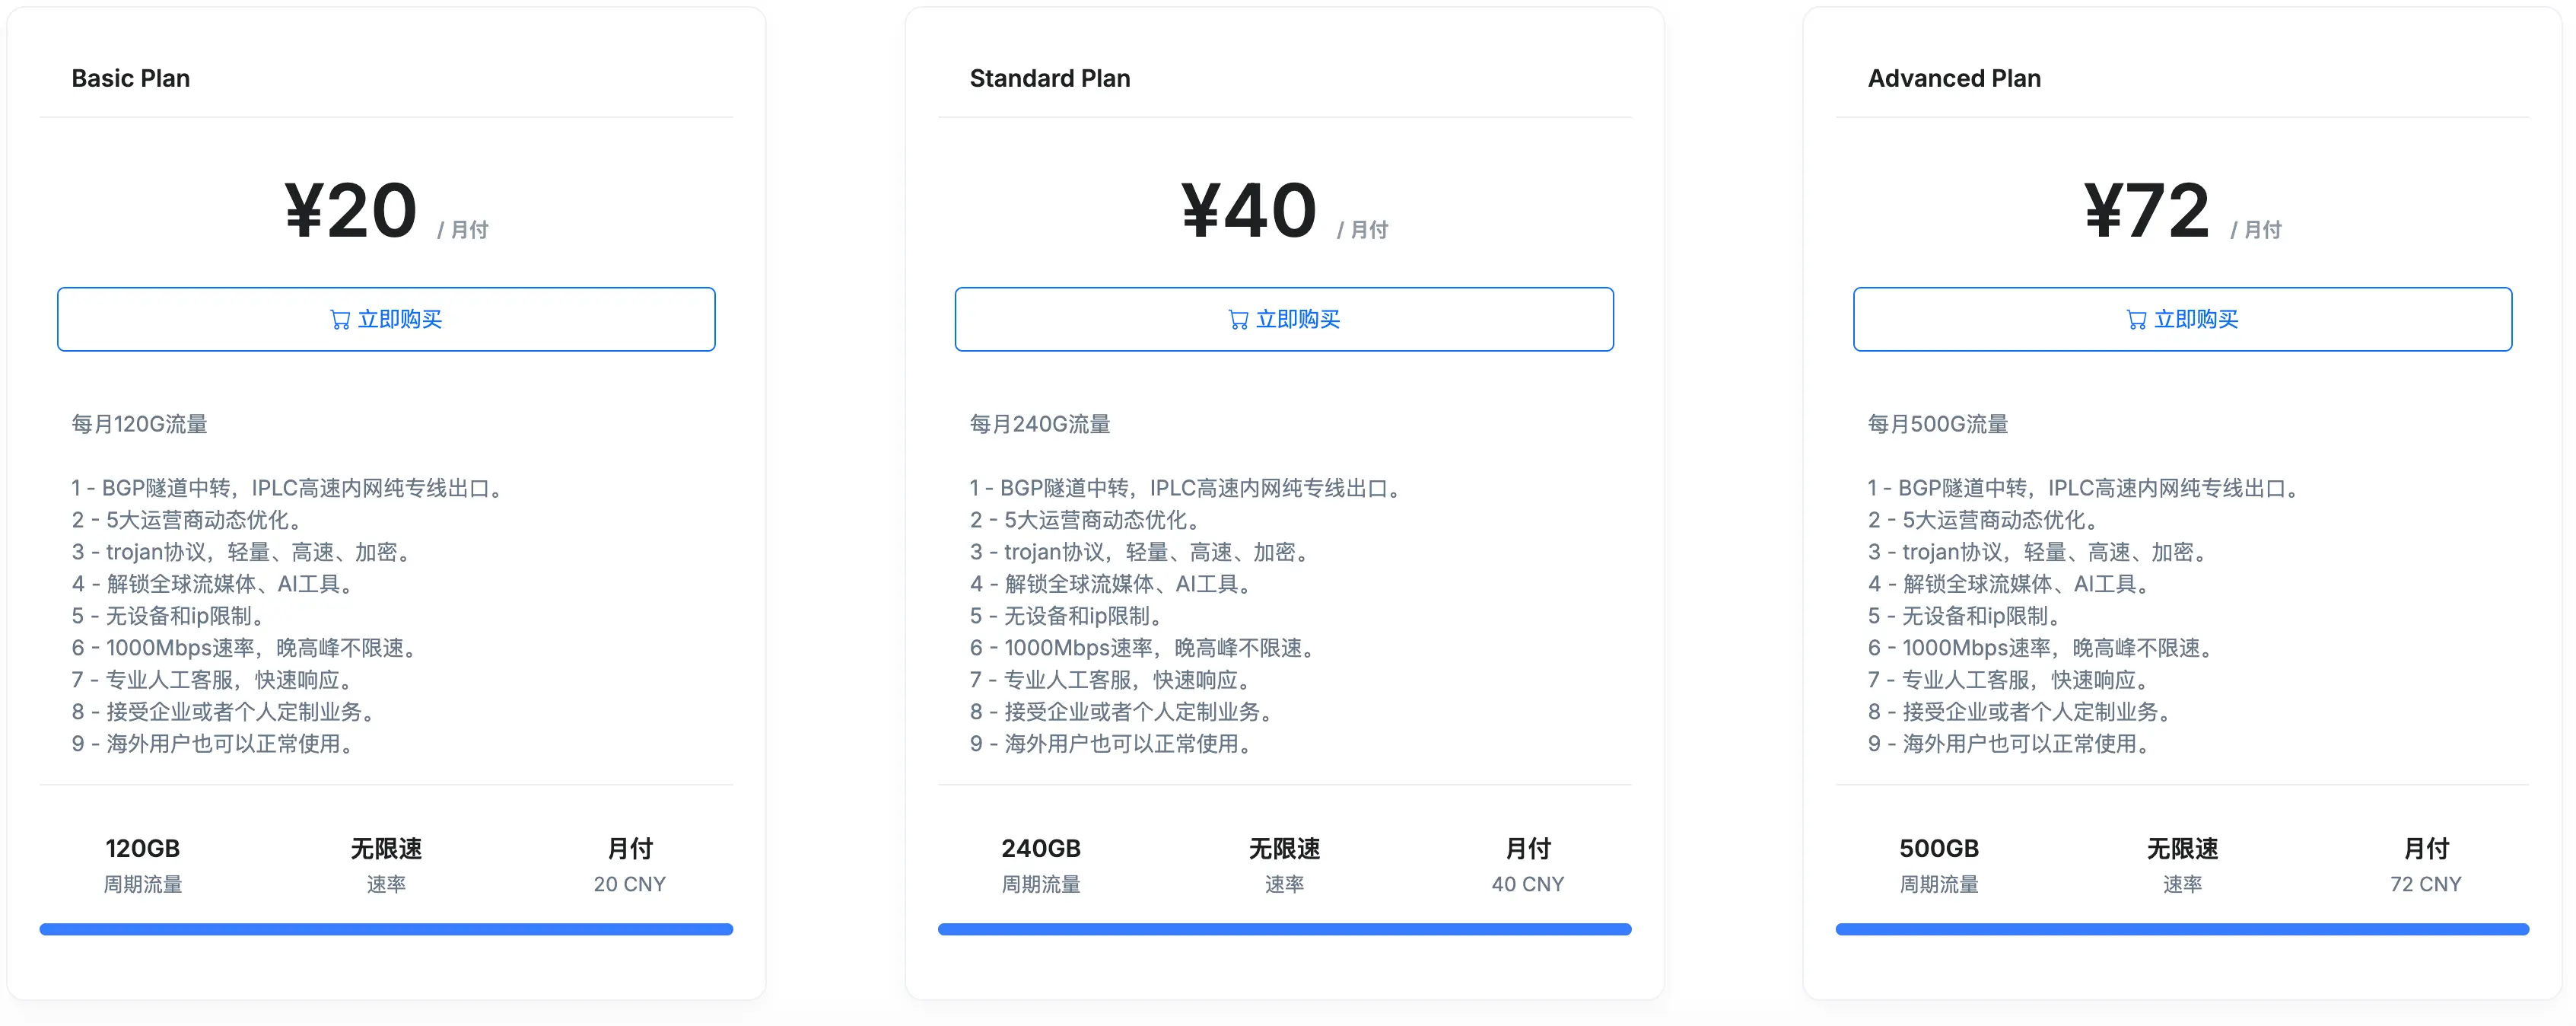 Basic Plan
¥20 / 月付
立即购买
每月120G流量
1 - BGP隧道中转，IPLC高速内网纯专线出口。
2 - 5大运营商动态优化。
3 - trojan协议，轻量、高速、加密。
4 - 解锁全球流媒体、AI工具。
5 - 无设备和ip限制。
6 - 1000Mbps速率，晚高峰不限速。
7 - 专业人工客服，快速响应。
8 - 接受企业或者个人定制业务。
9 - 海外用户也可以正常使用。
120GB 无限速 月付
周期流量 速率 20 CNY
Standard Plan
¥40 / 月付
立即购买
每月240G流量
1 - BGP隧道中转，IPLC高速内网纯专线出口。
2 - 5大运营商动态优化。
3 - trojan协议，轻量、高速、加密。
4 - 解锁全球流媒体、AI工具。
5 - 无设备和ip限制。
6 - 1000Mbps速率，晚高峰不限速。
7 - 专业人工客服，快速响应。
8 - 接受企业或者个人定制业务。
9 - 海外用户也可以正常使用。
240GB 无限速 月付
周期流量 速率 40 CNY
Advanced Plan
¥72 / 月付
立即购买
每月500G流量
1 - BGP隧道中转，IPLC高速内网纯专线出口。
2 - 5大运营商动态优化。
3 - trojan协议，轻量、高速、加密。
4 - 解锁全球流媒体、AI工具。
5 - 无设备和ip限制。
6 - 1000Mbps速率，晚高峰不限速。
7 - 专业人工客服，快速响应。
8 - 接受企业或者个人定制业务。
9 - 海外用户也可以正常使用。
500GB 无限速 月付
周期流量 速率 72 CNY